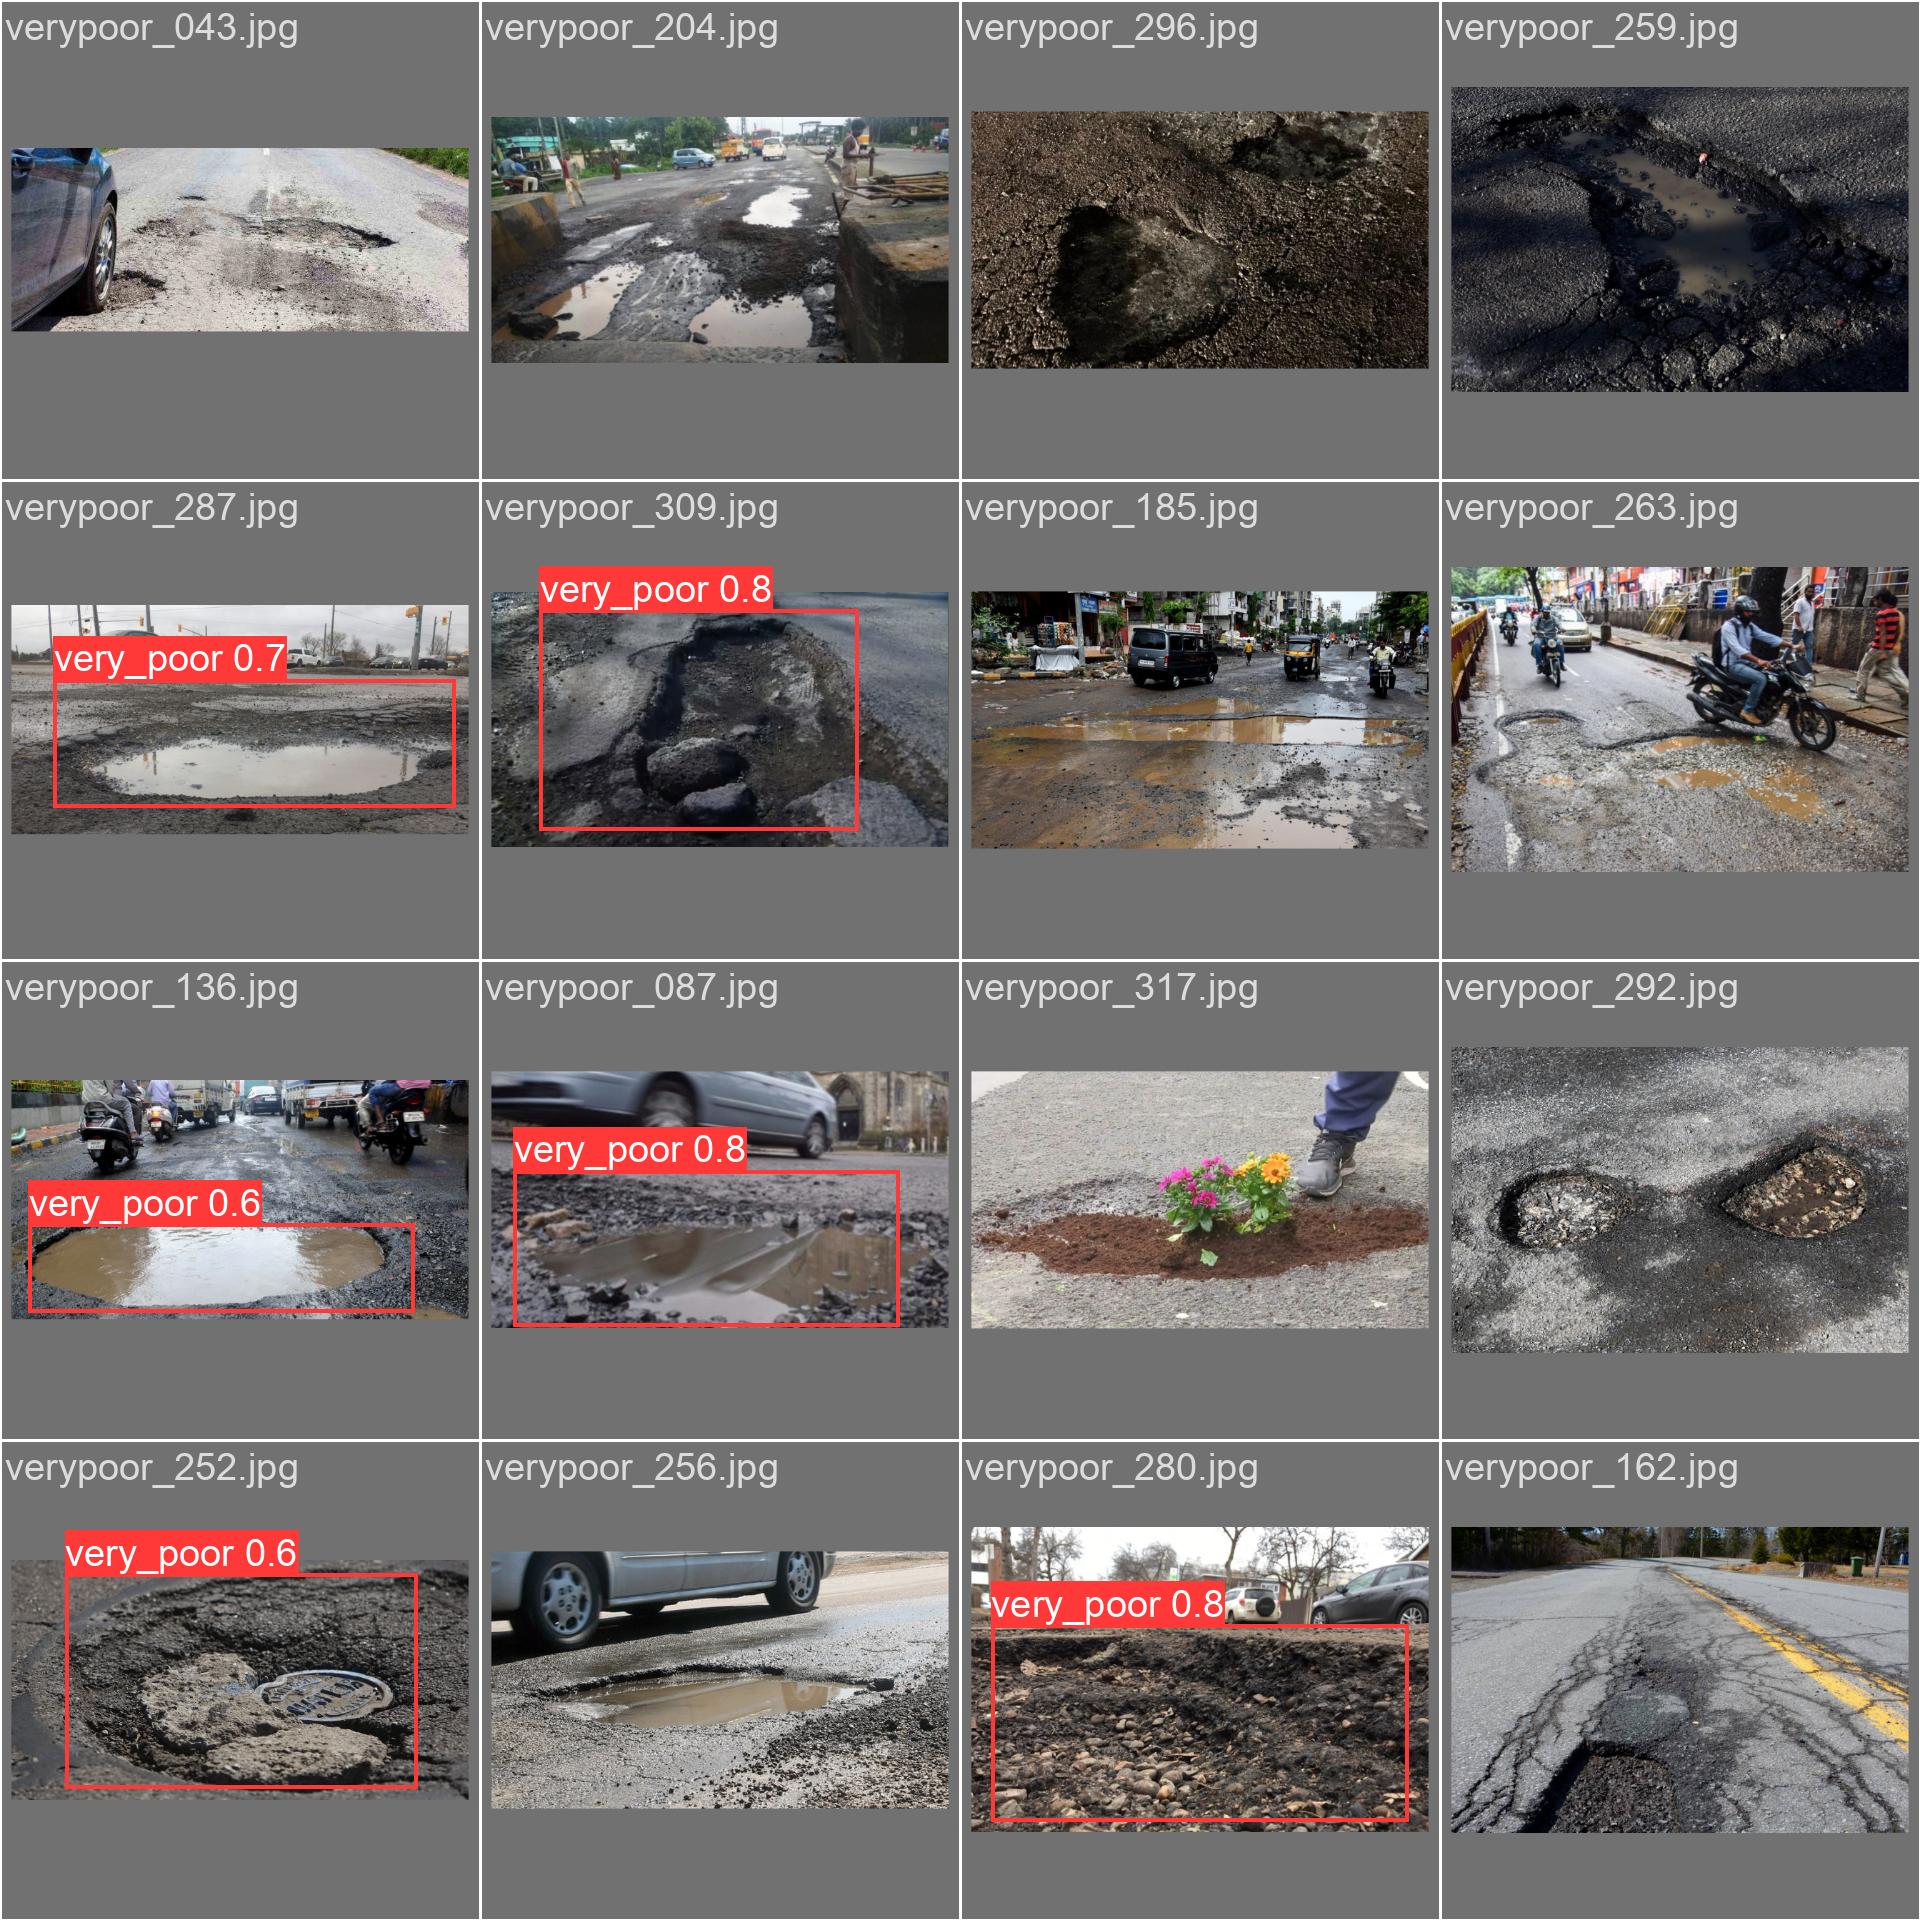 verypoor_043.jpg
verypoor_204.jpg
verypoor_296.jpg
verypoor_259.jpg
verypoor_287.jpg
verypoor_309.jpg
verypoor_185.jpg
verypoor_263.jpg
very_poor 0.7
very_poor 0.8
verypoor_136.jpg
verypoor_087.jpg
verypoor_317.jpg
verypoor_292.jpg
very_poor 0.6
very_poor 0.8
verypoor_252.jpg
verypoor_256.jpg
verypoor_280.jpg
verypoor_162.jpg
very_poor 0.6
very_poor 0.8